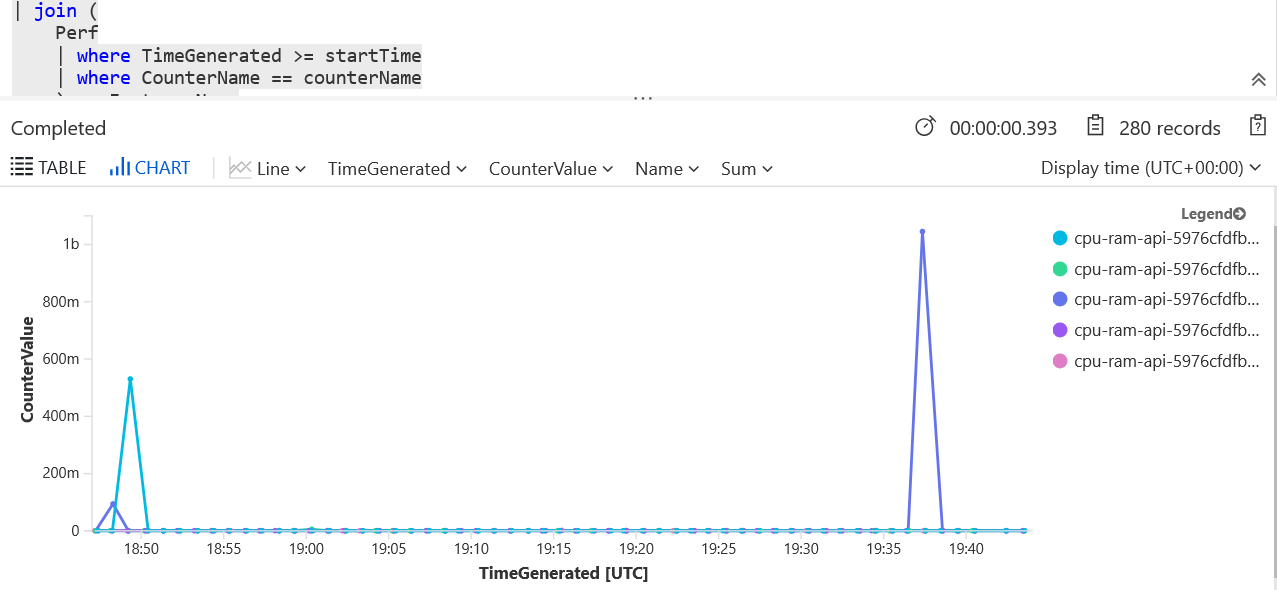 | join (
Perf
| where TimeGenerated >= startTime
| where CounterName == counterName
...
Completed
00:00:00.393
280 records
TABLE
CHART
Line
TimeGenerated
CounterValue
Name
Sum
Display time (UTC+00:00)
Legend
cpu-ram-api-5976cfdfb...
cpu-ram-api-5976cfdfb...
cpu-ram-api-5976cfdfb...
cpu-ram-api-5976cfdfb...
cpu-ram-api-5976cfdfb...
CounterValue
1b
800m
600m
400m
200m
0
18:50 18:55 19:00 19:05 19:10 19:15 19:20 19:25 19:30 19:35 19:40
TimeGenerated [UTC]